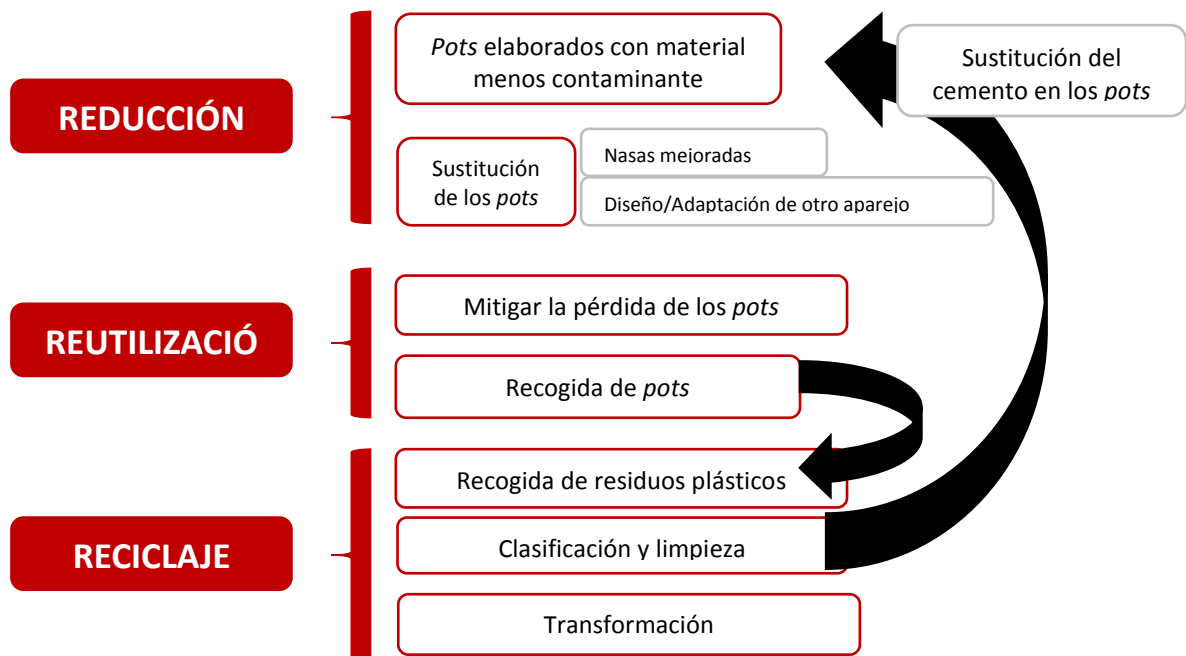 REDUCCIÓN
Pots elaborados con material
menos contaminante
Sustitución del
cemento en los pots
Sustitución
de los pots
Nasas mejoradas
Diseño/Adaptación de otro aparejo
REUTILIZACIÓ
Mitigar la pérdida de los pots
Recogida de pots
RECICLAJE
Recogida de residuos plásticos
Clasificación y limpieza
Transformación